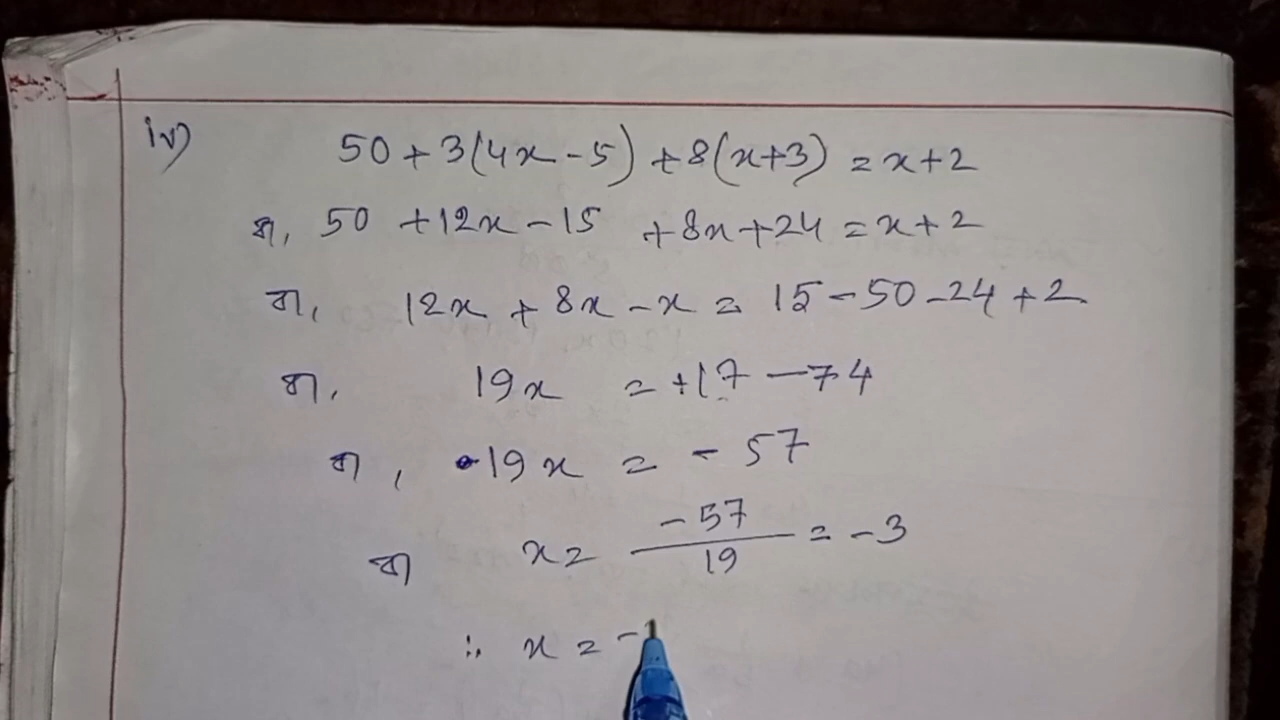 iv) 50 + 3(4x - 5) + 8(x+3) = x + 2
বা, 50 + 12x - 15 + 8x + 24 = x + 2
বা, 12x + 8x - x = 15 - 50 - 24 + 2
বা, 19x = +17 - 74
বা, 19x = - 57
বা x = -57/19 = -3
∴ x = -